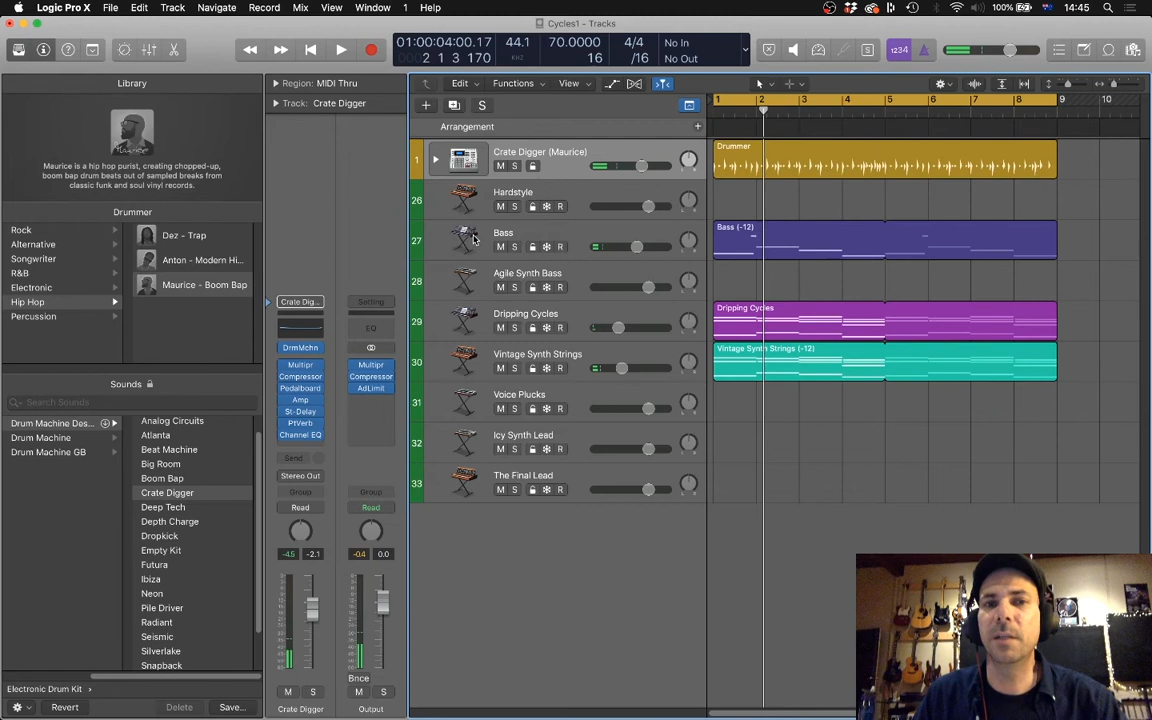 Logic Pro X File Edit Track Navigate Record Mix View Window 1 Help 100% 14:45
Cycles1 - Tracks
01:00:04:00.17 44.1 70.0000 4/4 No In
2 1 3 170 KHZ 16 /16 No Out
1234
Library
Maurice
Maurice is a hip hop purist, creating chopped-up,
boom bap drum beats out of sampled breaks from
classic funk and soul vinyl records.
Drummer
Rock
Alternative
Songwriter
R&B
Electronic
Hip Hop
Percussion
Dez - Trap
Anton - Modern Hi...
Maurice - Boom Bap
Sounds
Search Sounds
Drum Machine Des...
Drum Machine
Drum Machine GB
Analog Circuits
Atlanta
Beat Machine
Big Room
Boom Bap
Crate Digger
Deep Tech
Depth Charge
Dropkick
Empty Kit
Futura
Ibiza
Neon
Pile Driver
Radiant
Seismic
Silverlake
Snapback
Electronic Drum Kit
Revert Delete Save...
Region: MIDI Thru
Track: Crate Digger
Crate Dig... Setting
EQ
DrmMchn
Multipr Multipr
Compressor Compressor
Pedalboard AdLimit
Amp
St-Delay
PtVerb
Channel EQ
Send
Stereo Out
Group Group
Read Read
-4.5 -2.1 -0.4 0.0
Bnce
M S M S
Crate Digger Output
Edit Functions View
S
Arrangement
1 2 3 4 5 6 7 8 9 10
1 Crate Digger (Maurice)
M S
26 Hardstyle
M S R
27 Bass
M S R
28 Agile Synth Bass
M S R
29 Dripping Cycles
M S R
30 Vintage Synth Strings
M S R
31 Voice Plucks
M S R
32 Icy Synth Lead
M S R
33 The Final Lead
M S R
Drummer
Bass (-12)
Dripping Cycles
Vintage Synth Strings (-12)